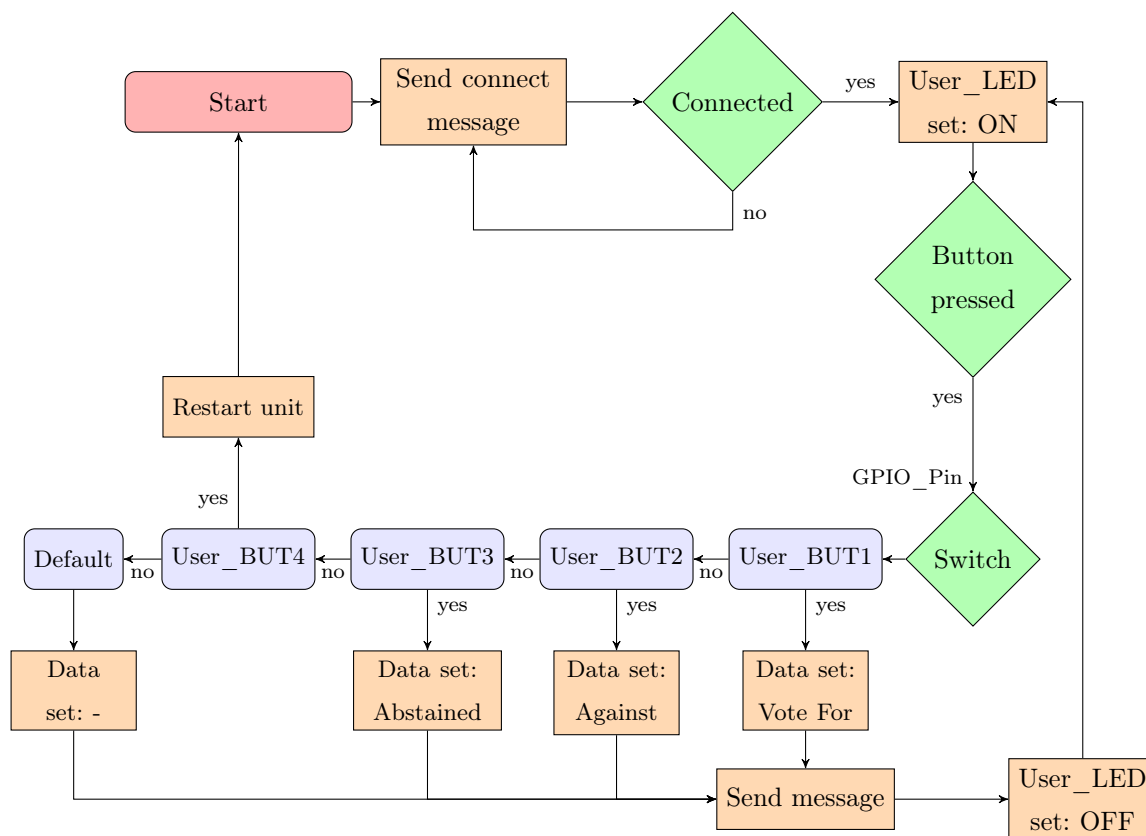 Start
Send connect
message
Connected
yes
User_LED
set: ON
no
Button
pressed
yes
Restart unit
GPIO_Pin
yes
Default
no
User_BUT4
no
User_BUT3
no
User_BUT2
no
User_BUT1
Switch
yes
yes
yes
Data
set: -
Data set:
Abstained
Data set:
Against
Data set:
Vote For
Send message
User_LED
set: OFF